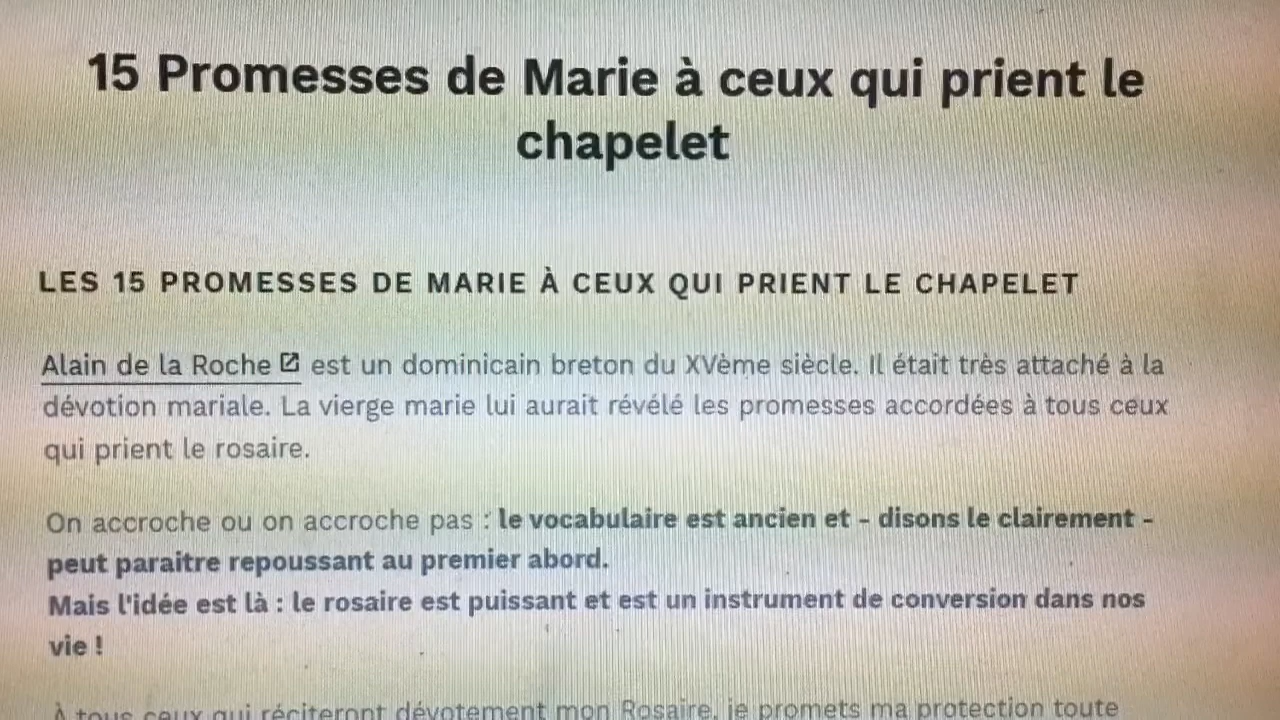 15 Promesses de Marie à ceux qui prient le
chapelet
LES 15 PROMESSES DE MARIE À CEUX QUI PRIENT LE CHAPELET
Alain de la Roche est un dominicain breton du XVème siècle. Il était très attaché à la
dévotion mariale. La vierge marie lui aurait révélé les promesses accordées à tous ceux
qui prient le rosaire.
On accroche ou on accroche pas : le vocabulaire est ancien et – disons le clairement –
peut paraitre repoussant au premier abord.
Mais l'idée est là : le rosaire est puissant et est un instrument de conversion dans nos
vie !
À tous ceux qui réciteront dévotement mon Rosaire, je promets ma protection toute